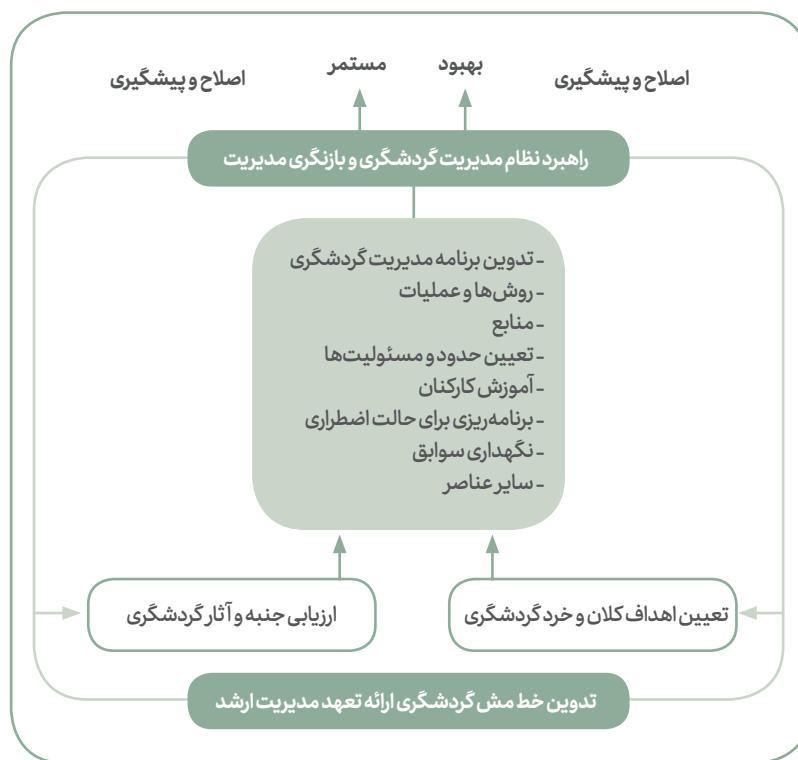 اصلاح و پیشگیری
بهبود
مستمر
اصلاح و پیشگیری
راهبرد نظام مدیریت گردشگری و بازنگری مدیریت
- تدوین برنامه مدیریت گردشگری
- روش‌ها و عملیات
- منابع
- تعیین حدود و مسئولیت‌ها
- آموزش کارکنان
- برنامه‌ریزی برای حالت اضطراری
- نگهداری سوابق
- سایر عناصر
تعیین اهداف کلان و خرد گردشگری
ارزیابی جنبه و آثار گردشگری
تدوین خط مش گردشگری ارائه تعهد مدیریت ارشد